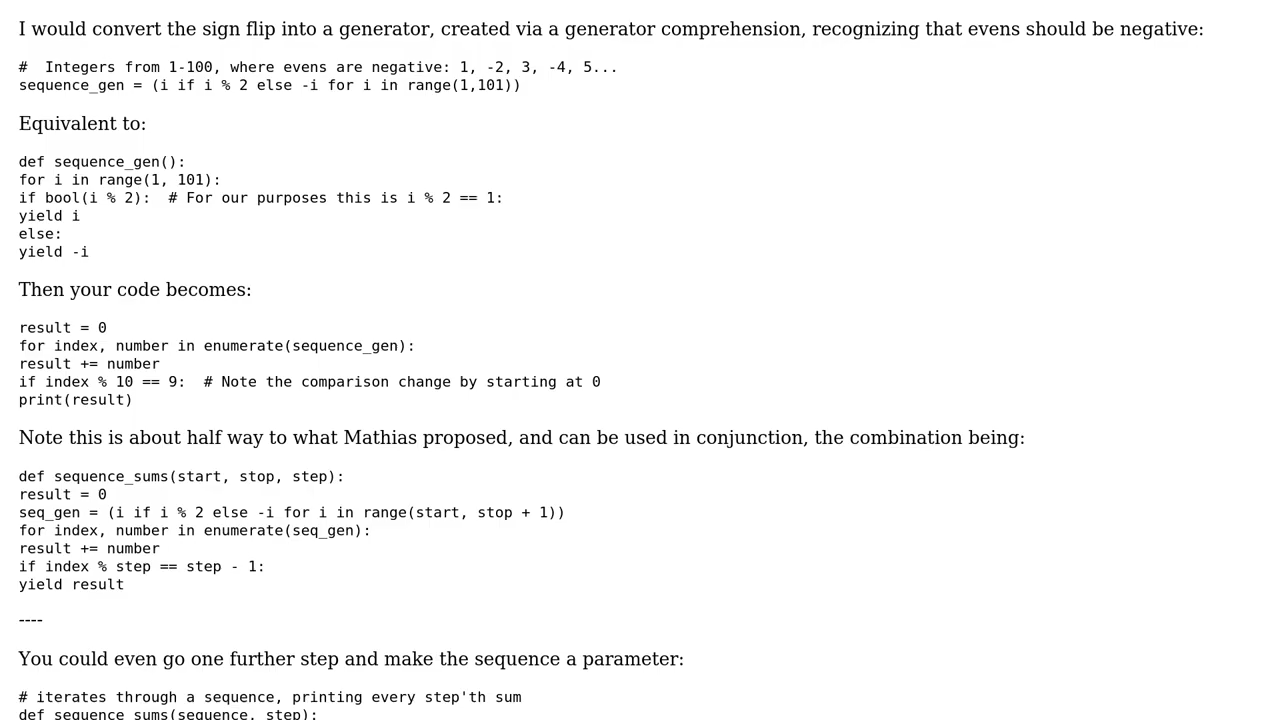 I would convert the sign flip into a generator, created via a generator comprehension, recognizing that evens should be negative:
#  Integers from 1-100, where evens are negative: 1, -2, 3, -4, 5...
sequence_gen = (i if i % 2 else -i for i in range(1,101))
Equivalent to:
def sequence_gen():
for i in range(1, 101):
if bool(i % 2):  # For our purposes this is i % 2 == 1:
yield i
else:
yield -i
Then your code becomes:
result = 0
for index, number in enumerate(sequence_gen):
result += number
if index % 10 == 9:  # Note the comparison change by starting at 0
print(result)
Note this is about half way to what Mathias proposed, and can be used in conjunction, the combination being:
def sequence_sums(start, stop, step):
result = 0
seq_gen = (i if i % 2 else -i for i in range(start, stop + 1))
for index, number in enumerate(seq_gen):
result += number
if index % step == step - 1:
yield result
----
You could even go one further step and make the sequence a parameter:
# iterates through a sequence, printing every step'th sum
def sequence_sums(sequence, step):